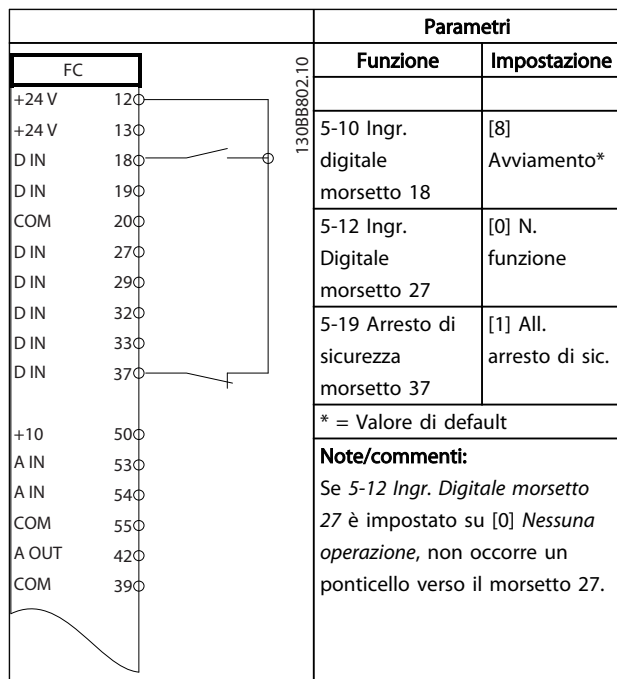 FC
+24 V 12
+24 V 13
D IN 18
D IN 19
COM 20
D IN 27
D IN 29
D IN 32
D IN 33
D IN 37
+10 50
A IN 53
A IN 54
COM 55
A OUT 42
COM 39
130BB802.10
Parametri
Funzione Impostazione
5-10 Ingr. [8]
digitale Avviamento*
morsetto 18
5-12 Ingr. [0] N.
Digitale funzione
morsetto 27
5-19 Arresto di [1] All.
sicurezza arresto di sic.
morsetto 37
* = Valore di default
Note/commenti:
Se 5-12 Ingr. Digitale morsetto
27 è impostato su [0] Nessuna
operazione, non occorre un
ponticello verso il morsetto 27.